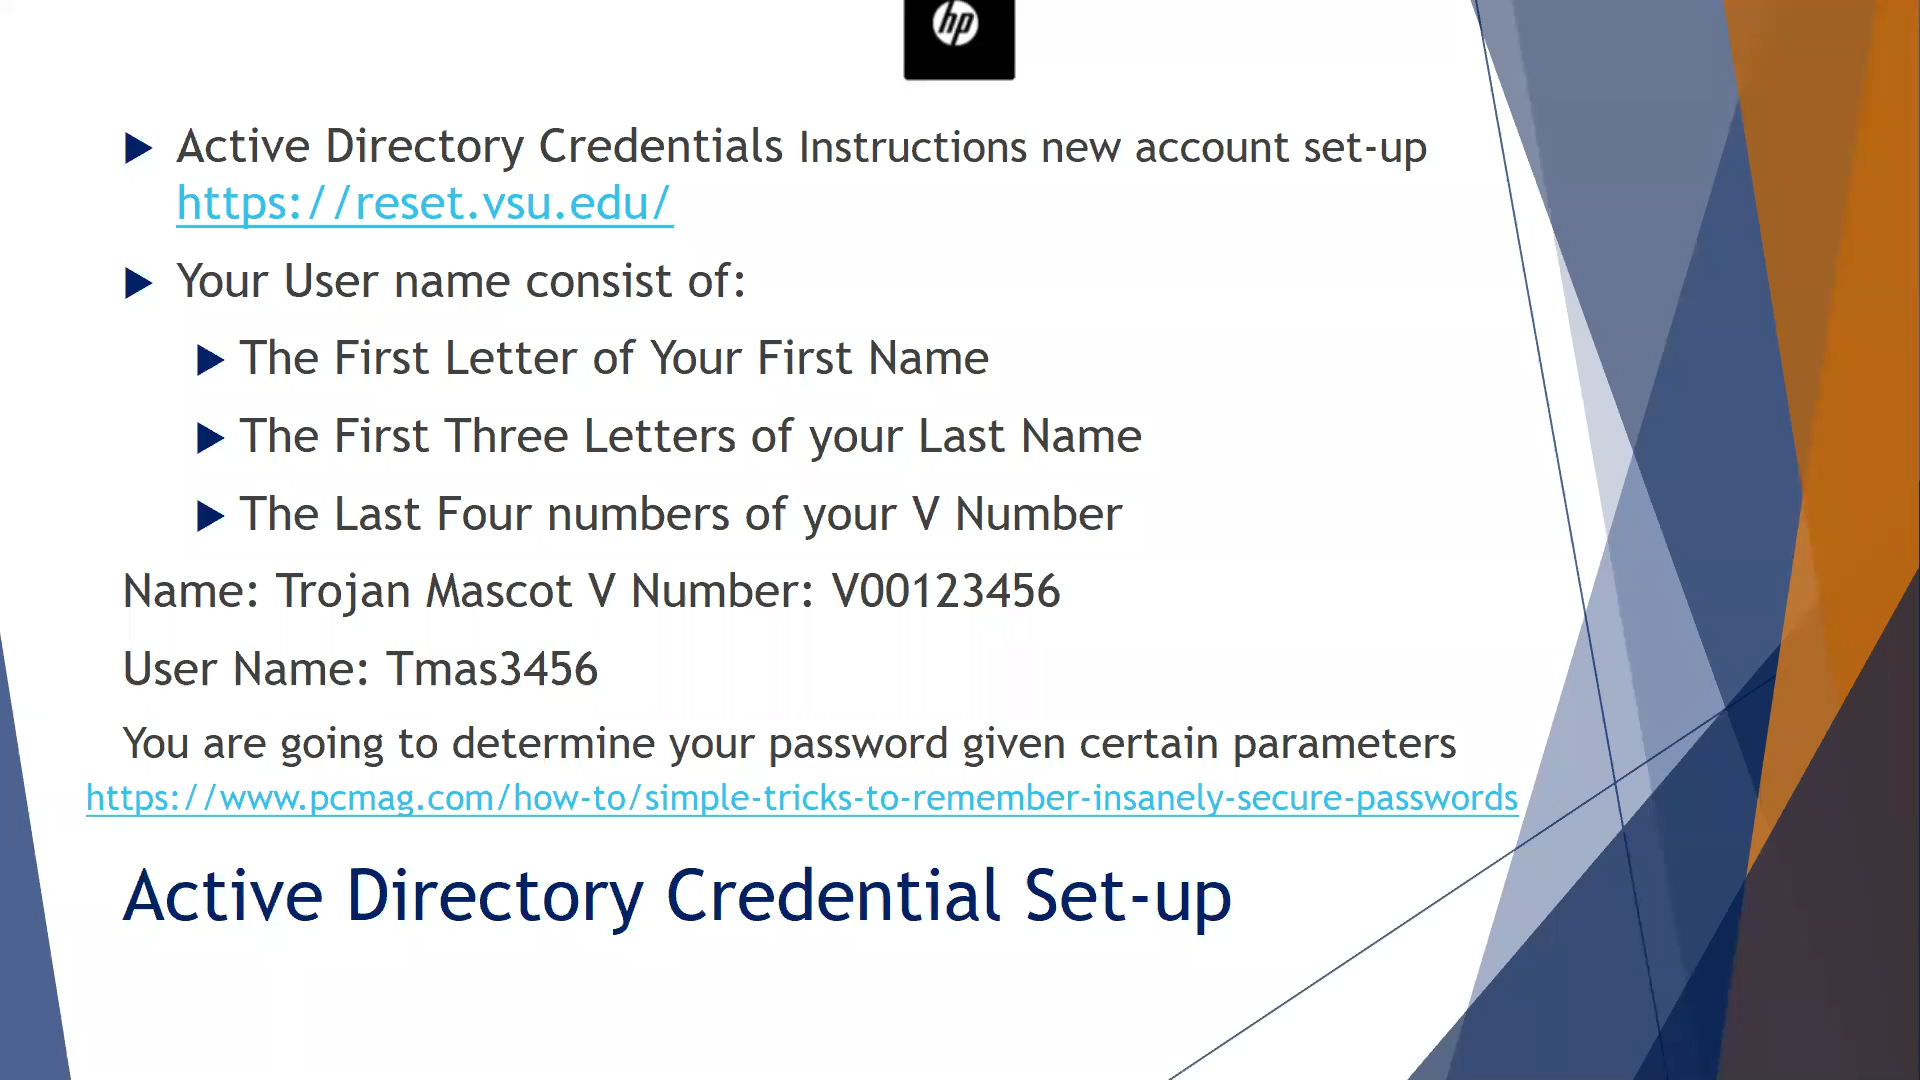 hp
Active Directory Credentials Instructions new account set-up
https://reset.vsu.edu/
Your User name consist of:
The First Letter of Your First Name
The First Three Letters of your Last Name
The Last Four numbers of your V Number
Name: Trojan Mascot V Number: V00123456
User Name: Tmas3456
You are going to determine your password given certain parameters
https://www.pcmag.com/how-to/simple-tricks-to-remember-insanely-secure-passwords
Active Directory Credential Set-up